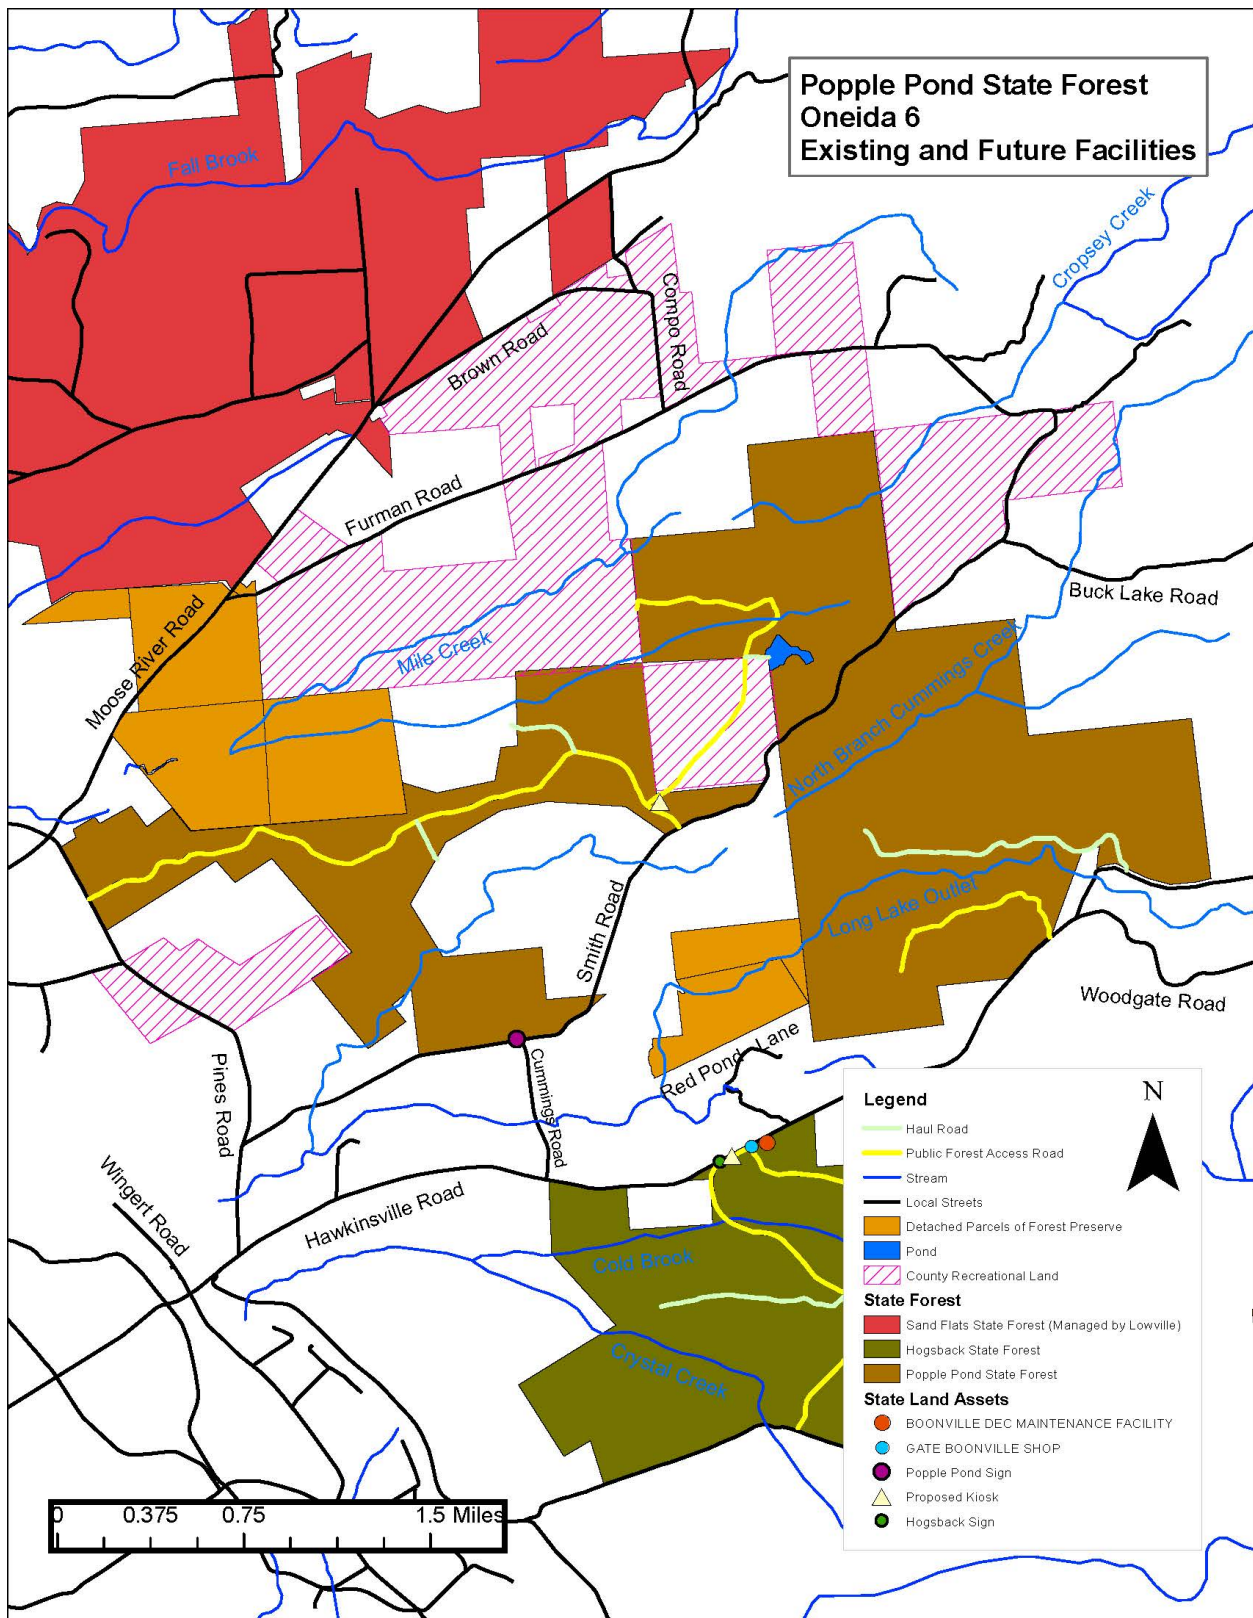 Popple Pond State Forest
Oneida 6
Existing and Future Facilities
Fall Brook
Cropsey Creek
Compo Road
Brown Road
Furman Road
Buck Lake Road
Moose River Road
Mile Creek
North Branch Cummings Creek
Long Lake Outlet
Smith Road
Woodgate Road
Red Pond Lane
Pines Road
Cummings Road
Wingert Road
Hawkinsville Road
Cold Brook
Crystal Creek
N
Legend
Haul Road
Public Forest Access Road
Stream
Local Streets
Detached Parcels of Forest Preserve
Pond
County Recreational Land
State Forest
Sand Flats State Forest (Managed by Lowville)
Hogsback State Forest
Popple Pond State Forest
State Land Assets
BOONVILLE DEC MAINTENANCE FACILITY
GATE BOONVILLE SHOP
Popple Pond Sign
Proposed Kiosk
Hogsback Sign
0 0.375 0.75 1.5 Miles